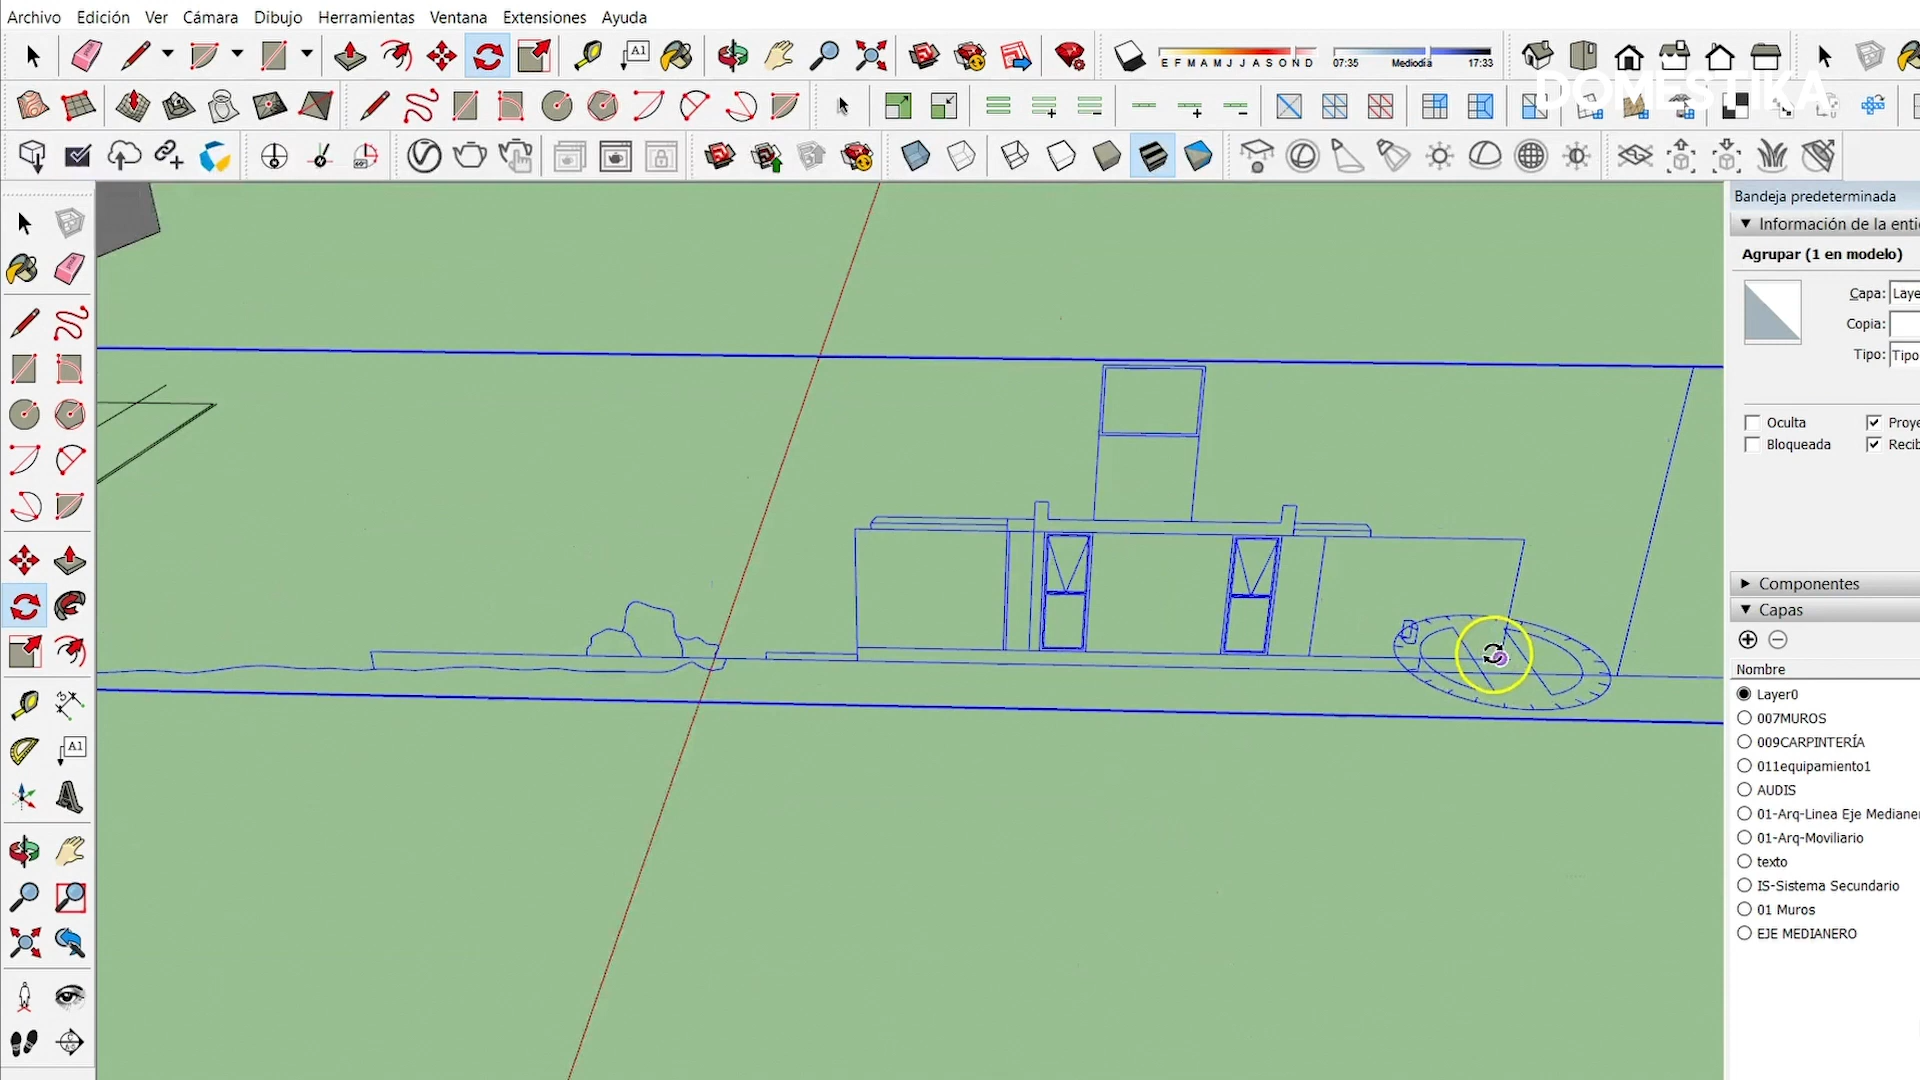 Archivo Edición Ver Cámara Dibujo Herramientas Ventana Extensiones Ayuda
A1
E F M A M J J A S O N D 07:35 Mediodía 17:33
DOMESTIKA
Bandeja predeterminada
Información de la enti
Agrupar (1 en modelo)
Capa: Laye
Copia:
Tipo: Tipo
Oculta Proye
Bloqueada Recib
Componentes
Capas
Nombre
Layer0
007MUROS
009CARPINTERÍA
A1
011equipamiento1
AUDIS
01-Arq-Linea Eje Medianer
01-Arq-Moviliario
texto
IS-Sistema Secundario
01 Muros
EJE MEDIANERO